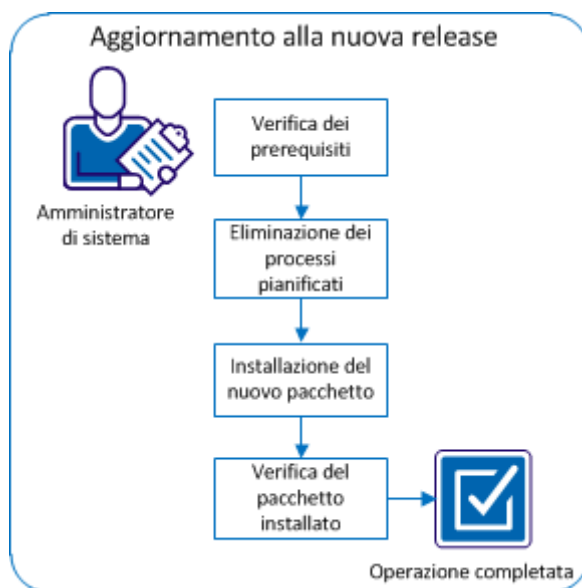 Aggiornamento alla nuova release
Amministratore
di sistema
Verifica dei
prerequisiti
Eliminazione dei
processi
pianificati
Installazione del
nuovo pacchetto
Verifica del
pacchetto
installato
Operazione completata